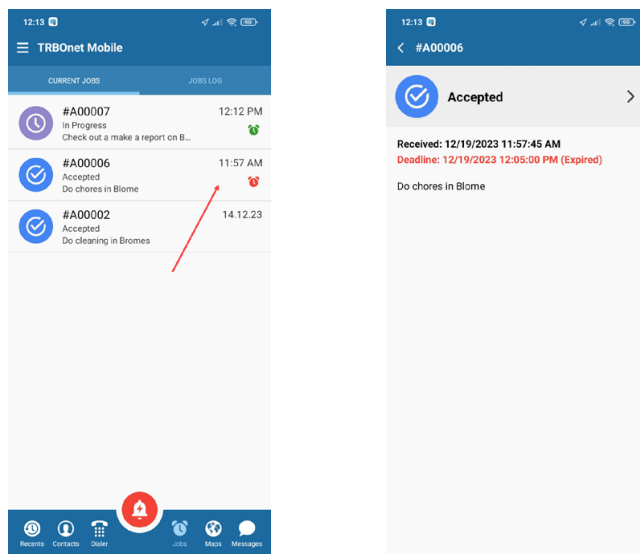 12:13
90
TRBOnet Mobile
CURRENT JOBS
JOBS LOG
#A00007
12:12 PM
In Progress
Check out a make a report on B...
#A00006
11:57 AM
Accepted
Do chores in Blome
#A00002
14.12.23
Accepted
Do cleaning in Bromes
Recents
Contacts
Dialer
Jobs
Maps
Messages
12:13
90
#A00006
Accepted
Received: 12/19/2023 11:57:45 AM
Deadline: 12/19/2023 12:05:00 PM (Expired)
Do chores in Blome